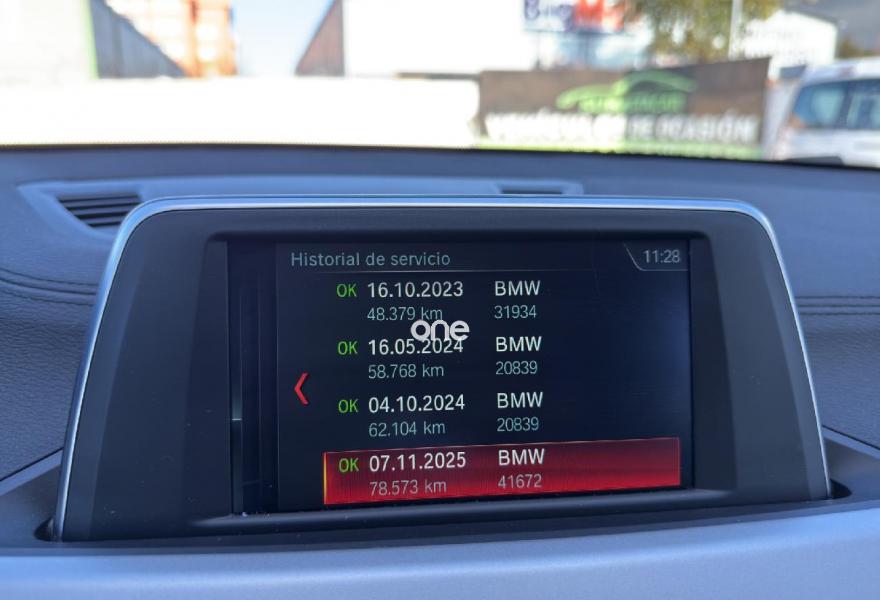 Historial de servicio 11:28
OK 16.10.2023 BMW
48.379 km 31934
one
OK 16.05.2024 BMW
58.768 km 20839
OK 04.10.2024 BMW
62.104 km 20839
OK 07.11.2025 BMW
78.573 km 41672
VEHÍCULOS DE OCASIÓN